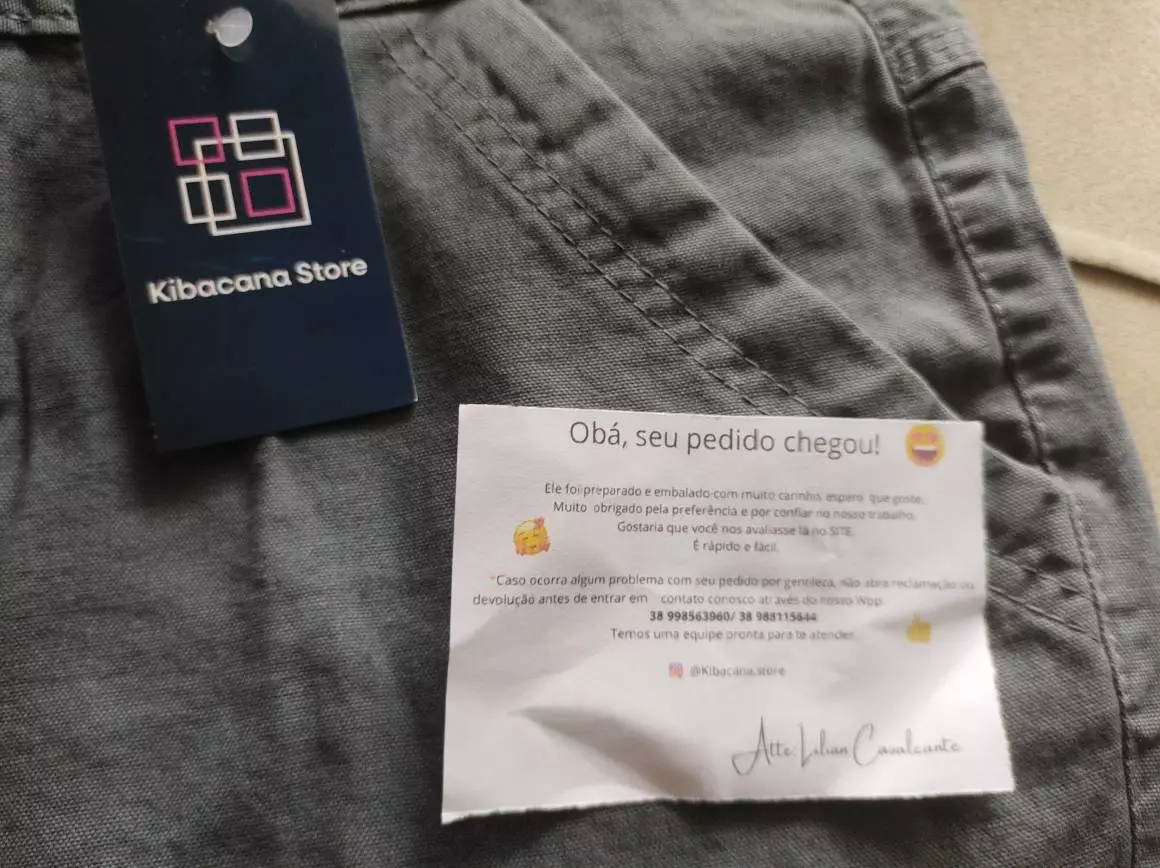 Kibacana Store
Obá, seu pedido chegou!
Ele foi preparado e embalado com muito carinho, espero que goste.
Muito obrigado pela preferência e por confiar no nosso trabalho.
Gostaria que você nos avaliasse lá no SITE.
É rápido e fácil.
*Caso ocorra algum problema com seu pedido por gentileza, não abra reclamação ou
devolução antes de entrar em contato conosco através do nosso Wpp.
38 998563960/ 38 988115644
Temos uma equipe pronta para te atender.
@Kibacana.store
Atte: Lilian Cavalcante